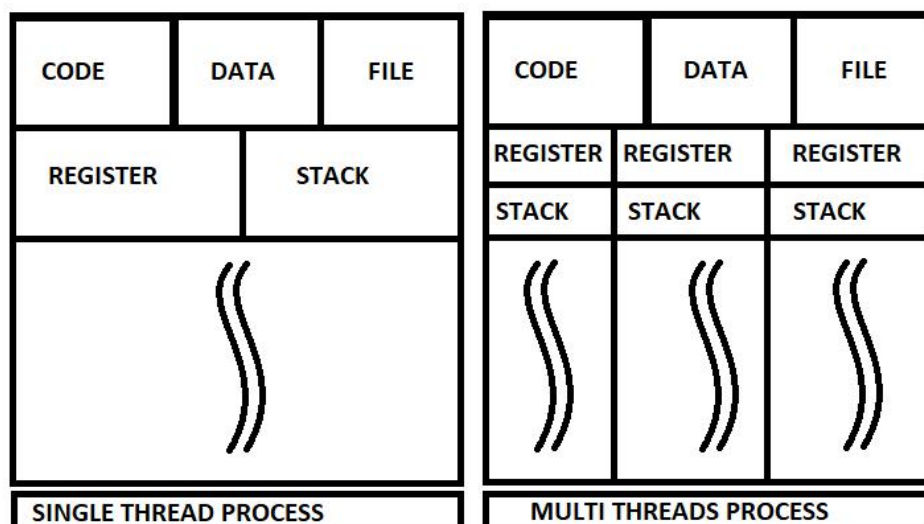 CODE DATA FILE
REGISTER STACK
SINGLE THREAD PROCESS
CODE DATA FILE
REGISTER REGISTER REGISTER
STACK STACK STACK
MULTI THREADS PROCESS